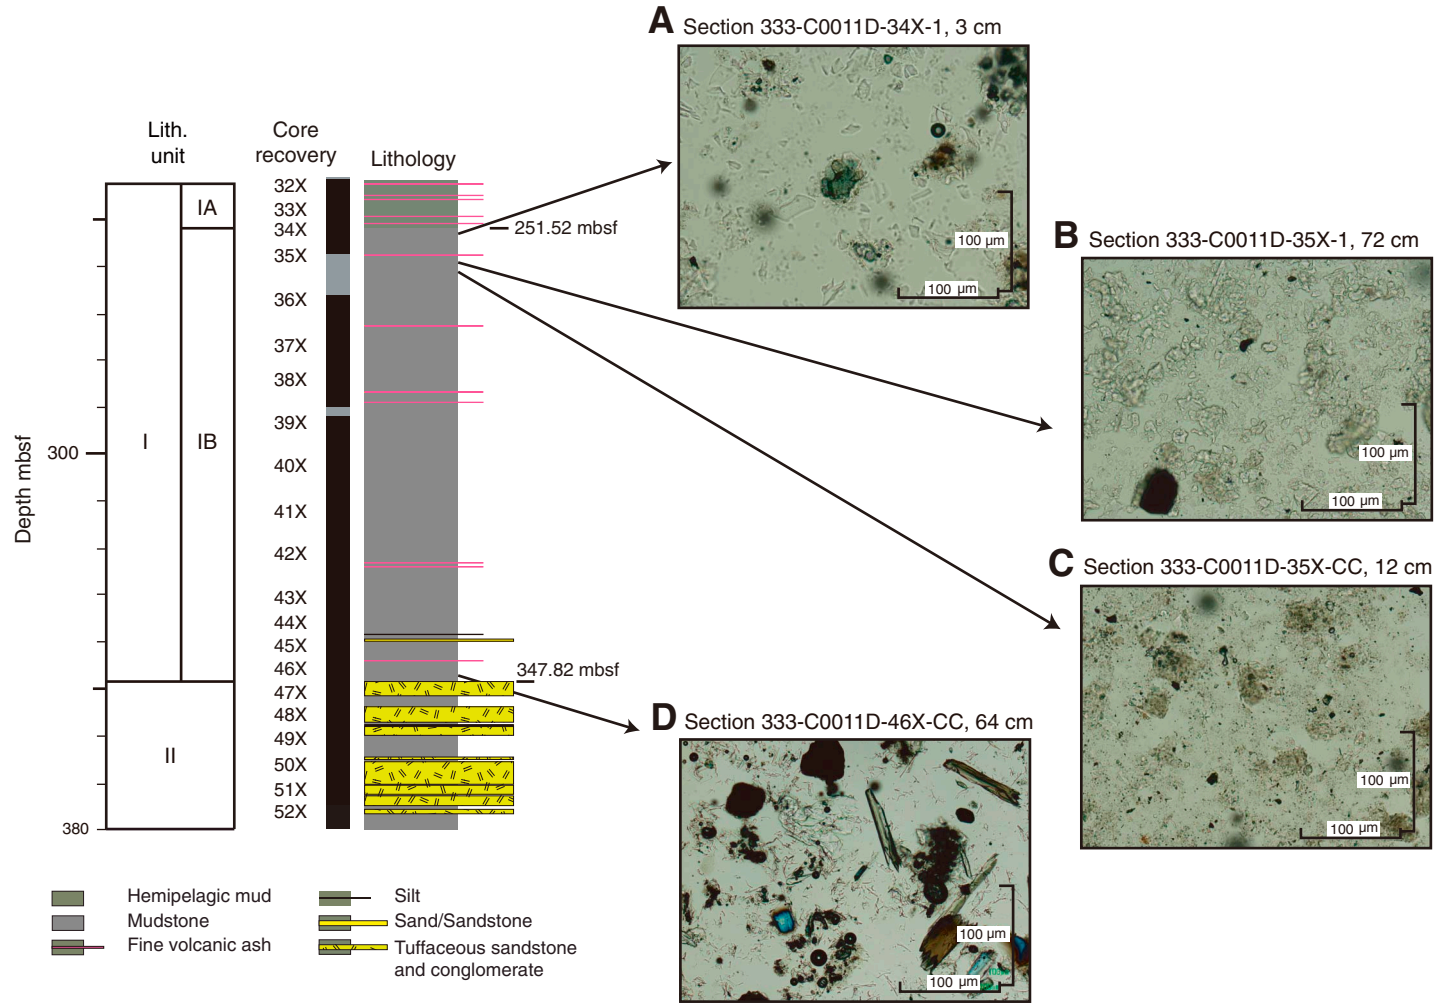 A Section 333-C0011D-34X-1, 3 cm
100 µm
100 µm
B Section 333-C0011D-35X-1, 72 cm
100 µm
100 µm
C Section 333-C0011D-35X-CC, 12 cm
100 µm
100 µm
D Section 333-C0011D-46X-CC, 64 cm
100 µm
100 µm
Lith.
unit
Core
recovery
Lithology
IA
I
IB
II
Depth mbsf
300
380
32X
33X
34X
35X
36X
37X
38X
39X
40X
41X
42X
43X
44X
45X
46X
47X
48X
49X
50X
51X
52X
251.52 mbsf
347.82 mbsf
Hemipelagic mud
Mudstone
Fine volcanic ash
Silt
Sand/Sandstone
Tuffaceous sandstone
and conglomerate